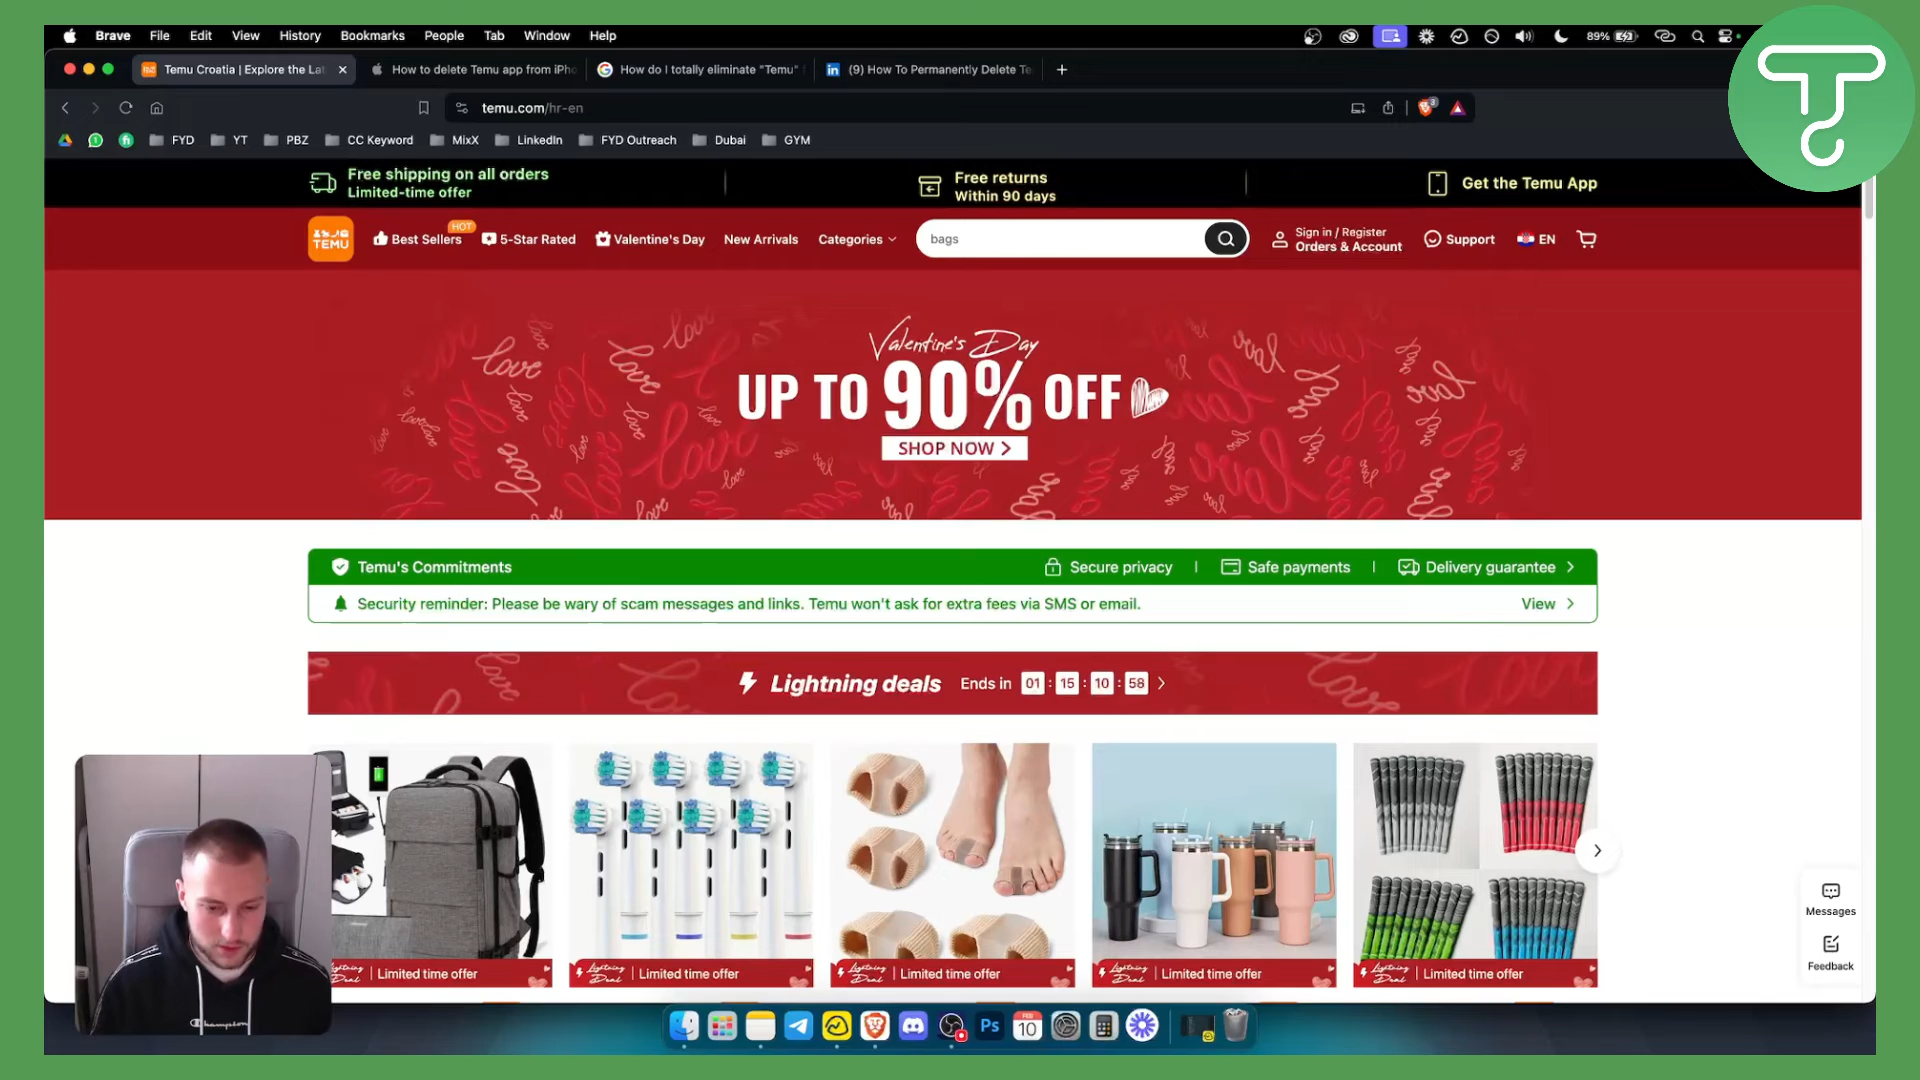 Brave File Edit View History Bookmarks People Tab Window Help 89%
Temu Croatia | Explore the Lat
How to delete Temu app from iPho
How do I totally eliminate "Temu"
(9) How To Permanently Delete Te
temu.com/hr-en
FYD YT PBZ CC Keyword MixX LinkedIn FYD Outreach Dubai GYM
Free shipping on all orders
Limited-time offer
Free returns
Within 90 days
Get the Temu App
TEMU
Best Sellers
HOT
5-Star Rated
Valentine's Day
New Arrivals
Categories
bags
Sign in / Register
Orders & Account
Support
EN
Valentine's Day
UP TO 90% OFF
SHOP NOW >
Temu's Commitments
Secure privacy | Safe payments | Delivery guarantee >
Security reminder: Please be wary of scam messages and links. Temu won't ask for extra fees via SMS or email.
View >
Lightning deals Ends in 01 : 15 : 10 : 58 >
Lightning Deal | Limited time offer
Lightning Deal | Limited time offer
Lightning Deal | Limited time offer
Lightning Deal | Limited time offer
Lightning Deal | Limited time offer
Messages
Feedback
Champion
Ps
FEB
10